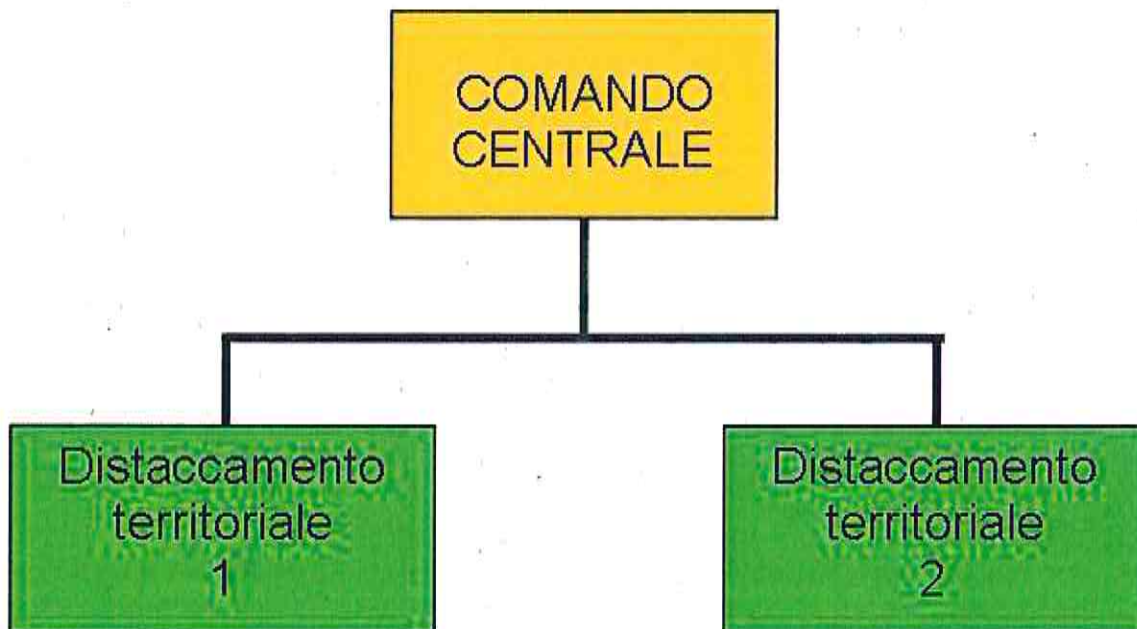 COMANDO
CENTRALE
Distaccamento
territoriale
1
Distaccamento
territoriale
2